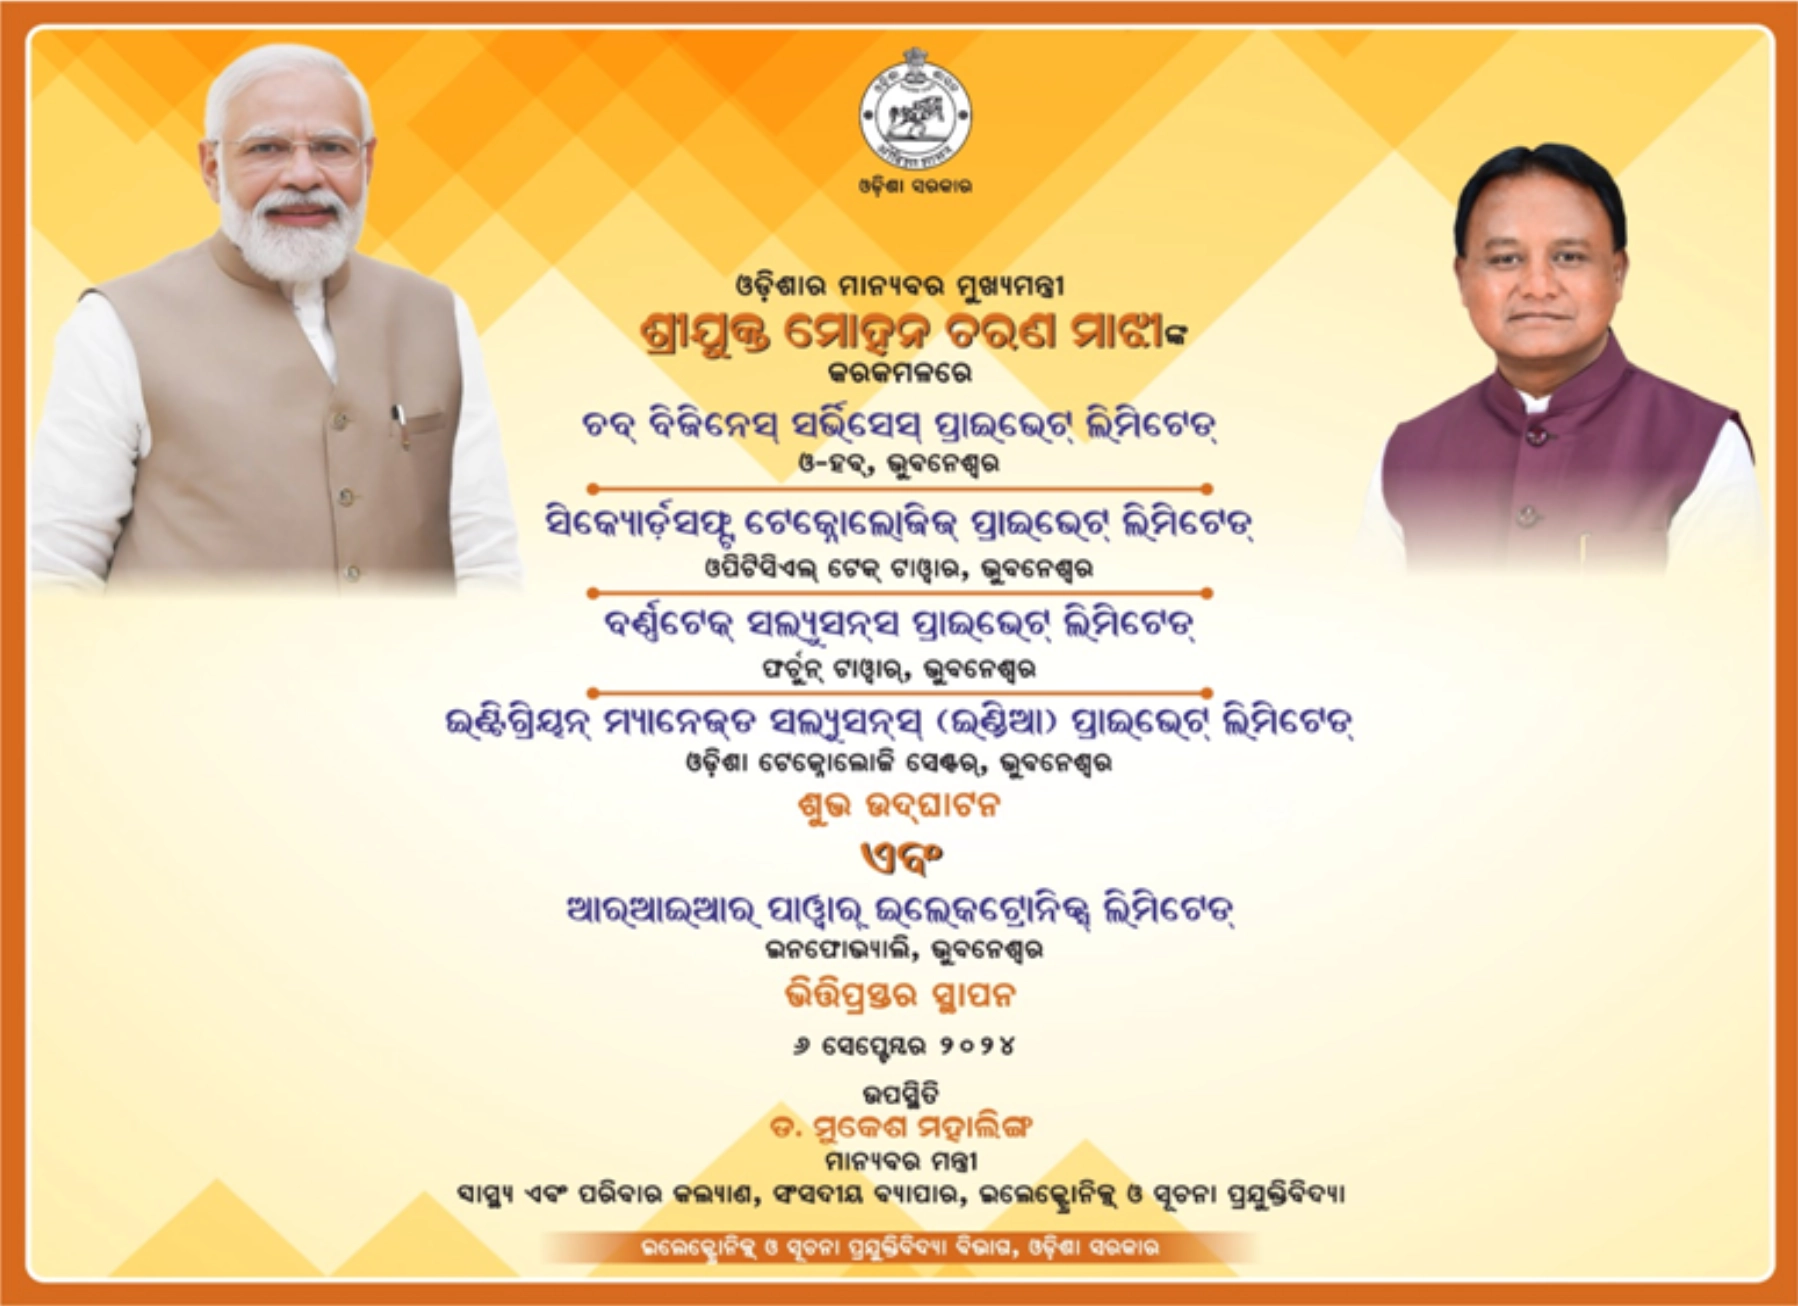 ଓଡ଼ିଶା ସରକାର
ଓଡ଼ିଶାର ମାନ୍ୟବର ମୁଖ୍ୟମନ୍ତ୍ରୀ
ଶ୍ରୀଯୁକ୍ତ ମୋହନ ଚରଣ ମାଝୀଙ୍କ
କରକମଳରେ
ଚବ୍ ବିଜିନେସ୍ ସର୍ଭିସେସ୍ ପ୍ରାଇଭେଟ୍ ଲିମିଟେଡ୍
ଓ-ହବ୍, ଭୁବନେଶ୍ୱର
ସିକ୍ୟୋର୍ଡ଼ସଫ୍ଟ ଟେକ୍ନୋଲୋଜିଜ୍ ପ୍ରାଇଭେଟ୍ ଲିମିଟେଡ୍
ଓପିଟିସିଏଲ୍ ଟେକ୍ ଟାଓ୍ବାର, ଭୁବନେଶ୍ୱର
ବର୍ଣ୍ଣଟେକ୍ ସଲ୍ୟୁସନ୍ସ ପ୍ରାଇଭେଟ୍ ଲିମିଟେଡ୍
ଫର୍ଚୁନ୍ ଟାଓ୍ବାର୍, ଭୁବନେଶ୍ୱର
ଇଣ୍ଟିଗ୍ରିୟନ୍ ମ୍ୟାନେଜ୍‌ଡ ସଲ୍ୟୁସନ୍‌ସ୍ (ଇଣ୍ଡିଆ) ପ୍ରାଇଭେଟ୍ ଲିମିଟେଡ୍
ଓଡ଼ିଶା ଟେକ୍ନୋଲୋଜି ସେଣ୍ଟର୍, ଭୁବନେଶ୍ୱର
ଶୁଭ ଉଦ୍‌ଘାଟନ
ଏବଂ
ଆରଆଇଆର୍ ପାଓ୍ବାର୍ ଇଲେକଟ୍ରୋନିକ୍ସ୍ ଲିମିଟେଡ୍
ଇନଫୋଭ୍ୟାଲି, ଭୁବନେଶ୍ୱର
ଭିତ୍ତିପ୍ରସ୍ତର ସ୍ଥାପନ
୬ ସେପ୍ଟେମ୍ବର ୨୦୨୪
ଉପସ୍ଥିତି
ଡ. ମୁକେଶ ମହାଲିଙ୍ଗ
ମାନ୍ୟବର ମନ୍ତ୍ରୀ
ସ୍ୱାସ୍ଥ୍ୟ ଏବଂ ପରିବାର କଲ୍ୟାଣ, ସଂସଦୀୟ ବ୍ୟାପାର, ଇଲେକ୍ଟ୍ରୋନିକ୍ସ ଓ ସୂଚନା ପ୍ରଯୁକ୍ତିବିଦ୍ୟା
ଇଲେକ୍ଟ୍ରୋନିକ୍ସ ଓ ସୂଚନା ପ୍ରଯୁକ୍ତିବିଦ୍ୟା ବିଭାଗ, ଓଡ଼ିଶା ସରକାର